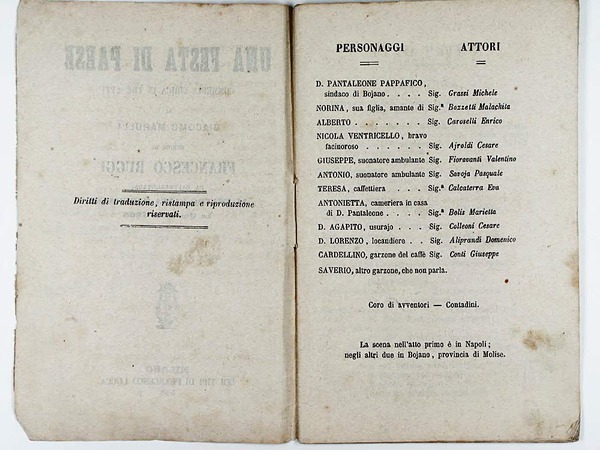 Diritti di traduzione, ristampa e riproduzione
riservati.
PERSONAGGI ATTORI
D. PANTALEONE PAPPAFICO,
sindaco di Bojano . . . . Sig. Grassi Michele
NORINA, sua figlia, amante di Sig.ª Bozzetti Malachita
ALBERTO . . . . . . . Sig. Caroselli Enrico
NICOLA VENTRICELLO, bravo
facinoroso . . . . . . Sig. Ajroldi Cesare
GIUSEPPE, suonatore ambulante Sig. Fioravanti Valentino
ANTONIO, suonatore ambulante Sig. Savoja Pasquale
TERESA, caffettiera . . . . Sig.ª Calcaterra Eva
ANTONIETTA, cameriera in casa
di D. Pantaleone . . . . Sig.ª Bolis Marietta
D. AGAPITO, usurajo . . . Sig. Colleoni Cesare
D. LORENZO, locandiere . . Sig. Aliprandi Domenico
CARDELLINO, garzone del caffè Sig. Conti Giuseppe
SAVERIO, altro garzone, che non parla.
Coro di avventori — Contadini.
La scena nell'atto primo è in Napoli;
negli altri due in Bojano, provincia di Molise.